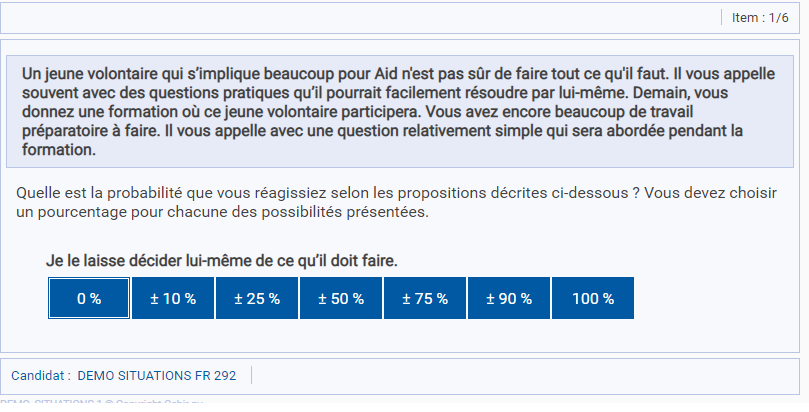 Item : 1/6
Un jeune volontaire qui s’implique beaucoup pour Aid n'est pas sûr de faire tout ce qu'il faut. Il vous appelle
souvent avec des questions pratiques qu’il pourrait facilement résoudre par lui-même. Demain, vous
donnez une formation où ce jeune volontaire participera. Vous avez encore beaucoup de travail
préparatoire à faire. Il vous appelle avec une question relativement simple qui sera abordée pendant la
formation.
Quelle est la probabilité que vous réagissiez selon les propositions décrites ci-dessous ? Vous devez choisir
un pourcentage pour chacune des possibilités présentées.
Je le laisse décider lui-même de ce qu’il doit faire.
0 % ± 10 % ± 25 % ± 50 % ± 75 % ± 90 % 100 %
Candidat : DEMO SITUATIONS FR 292